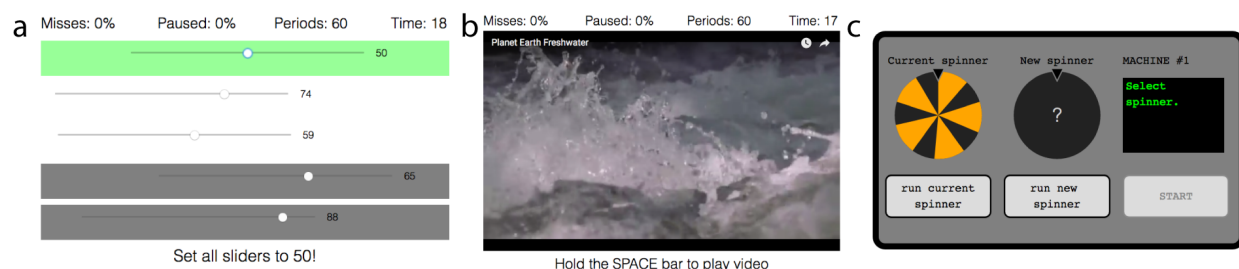 a
Misses: 0% Paused: 0% Periods: 60 Time: 18
50
74
59
65
88
Set all sliders to 50!
b
Misses: 0% Paused: 0% Periods: 60 Time: 17
Planet Earth Freshwater
Hold the SPACE bar to play video
c
Current spinner New spinner MACHINE #1
?
Select
spinner.
run current
spinner
run new
spinner
START